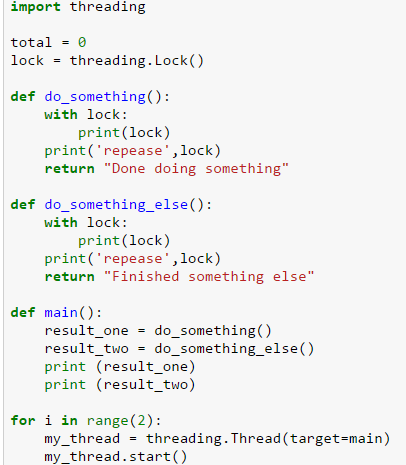 import threading

total = 0
lock = threading.Lock()

def do_something():
    with lock:
        print(lock)
    print('repease',lock)
    return "Done doing something"

def do_something_else():
    with lock:
        print(lock)
    print('repease',lock)
    return "Finished something else"

def main():
    result_one = do_something()
    result_two = do_something_else()
    print (result_one)
    print (result_two)

for i in range(2):
    my_thread = threading.Thread(target=main)
    my_thread.start()